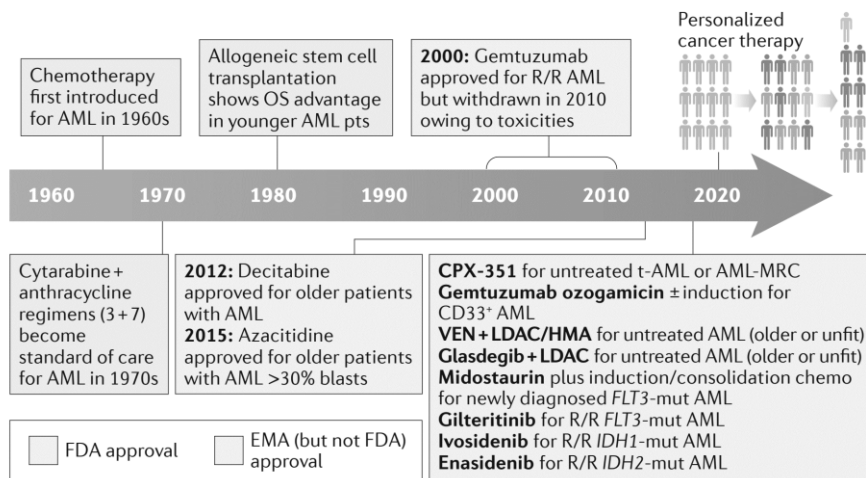 Personalized
cancer therapy
Chemotherapy
first introduced
for AML in 1960s
Allogeneic stem cell
transplantation
shows OS advantage
in younger AML pts
2000: Gemtuzumab
approved for R/R AML
but withdrawn in 2010
owing to toxicities
1960 1970 1980 1990 2000 2010 2020
Cytarabine +
anthracycline
regimens (3 + 7)
become
standard of care
for AML in 1970s
2012: Decitabine
approved for older patients
with AML
2015: Azacitidine
approved for older patients
with AML >30% blasts
CPX-351 for untreated t-AML or AML-MRC
Gemtuzumab ozogamicin ± induction for
CD33⁺ AML
VEN + LDAC/HMA for untreated AML (older or unfit)
Glasdegib + LDAC for untreated AML (older or unfit)
Midostaurin plus induction/consolidation chemo
for newly diagnosed FLT3-mut AML
Gilteritinib for R/R FLT3-mut AML
Ivosidenib for R/R IDH1-mut AML
Enasidenib for R/R IDH2-mut AML
FDA approval
EMA (but not FDA)
approval